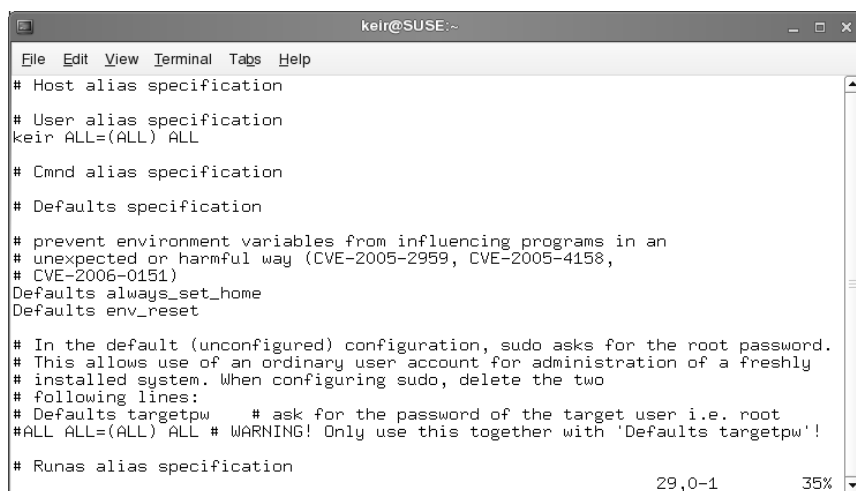 keir@SUSE:~
File Edit View Terminal Tabs Help
# Host alias specification
# User alias specification
keir ALL=(ALL) ALL
# Cmnd alias specification
# Defaults specification
# prevent environment variables from influencing programs in an
# unexpected or harmful way (CVE-2005-2959, CVE-2005-4158,
# CVE-2006-0151)
Defaults always_set_home
Defaults env_reset
# In the default (unconfigured) configuration, sudo asks for the root password.
# This allows use of an ordinary user account for administration of a freshly
# installed system. When configuring sudo, delete the two
# following lines:
# Defaults targetpw    # ask for the password of the target user i.e. root
#ALL ALL=(ALL) ALL # WARNING! Only use this together with 'Defaults targetpw'!
# Runas alias specification
29,0-1 35%